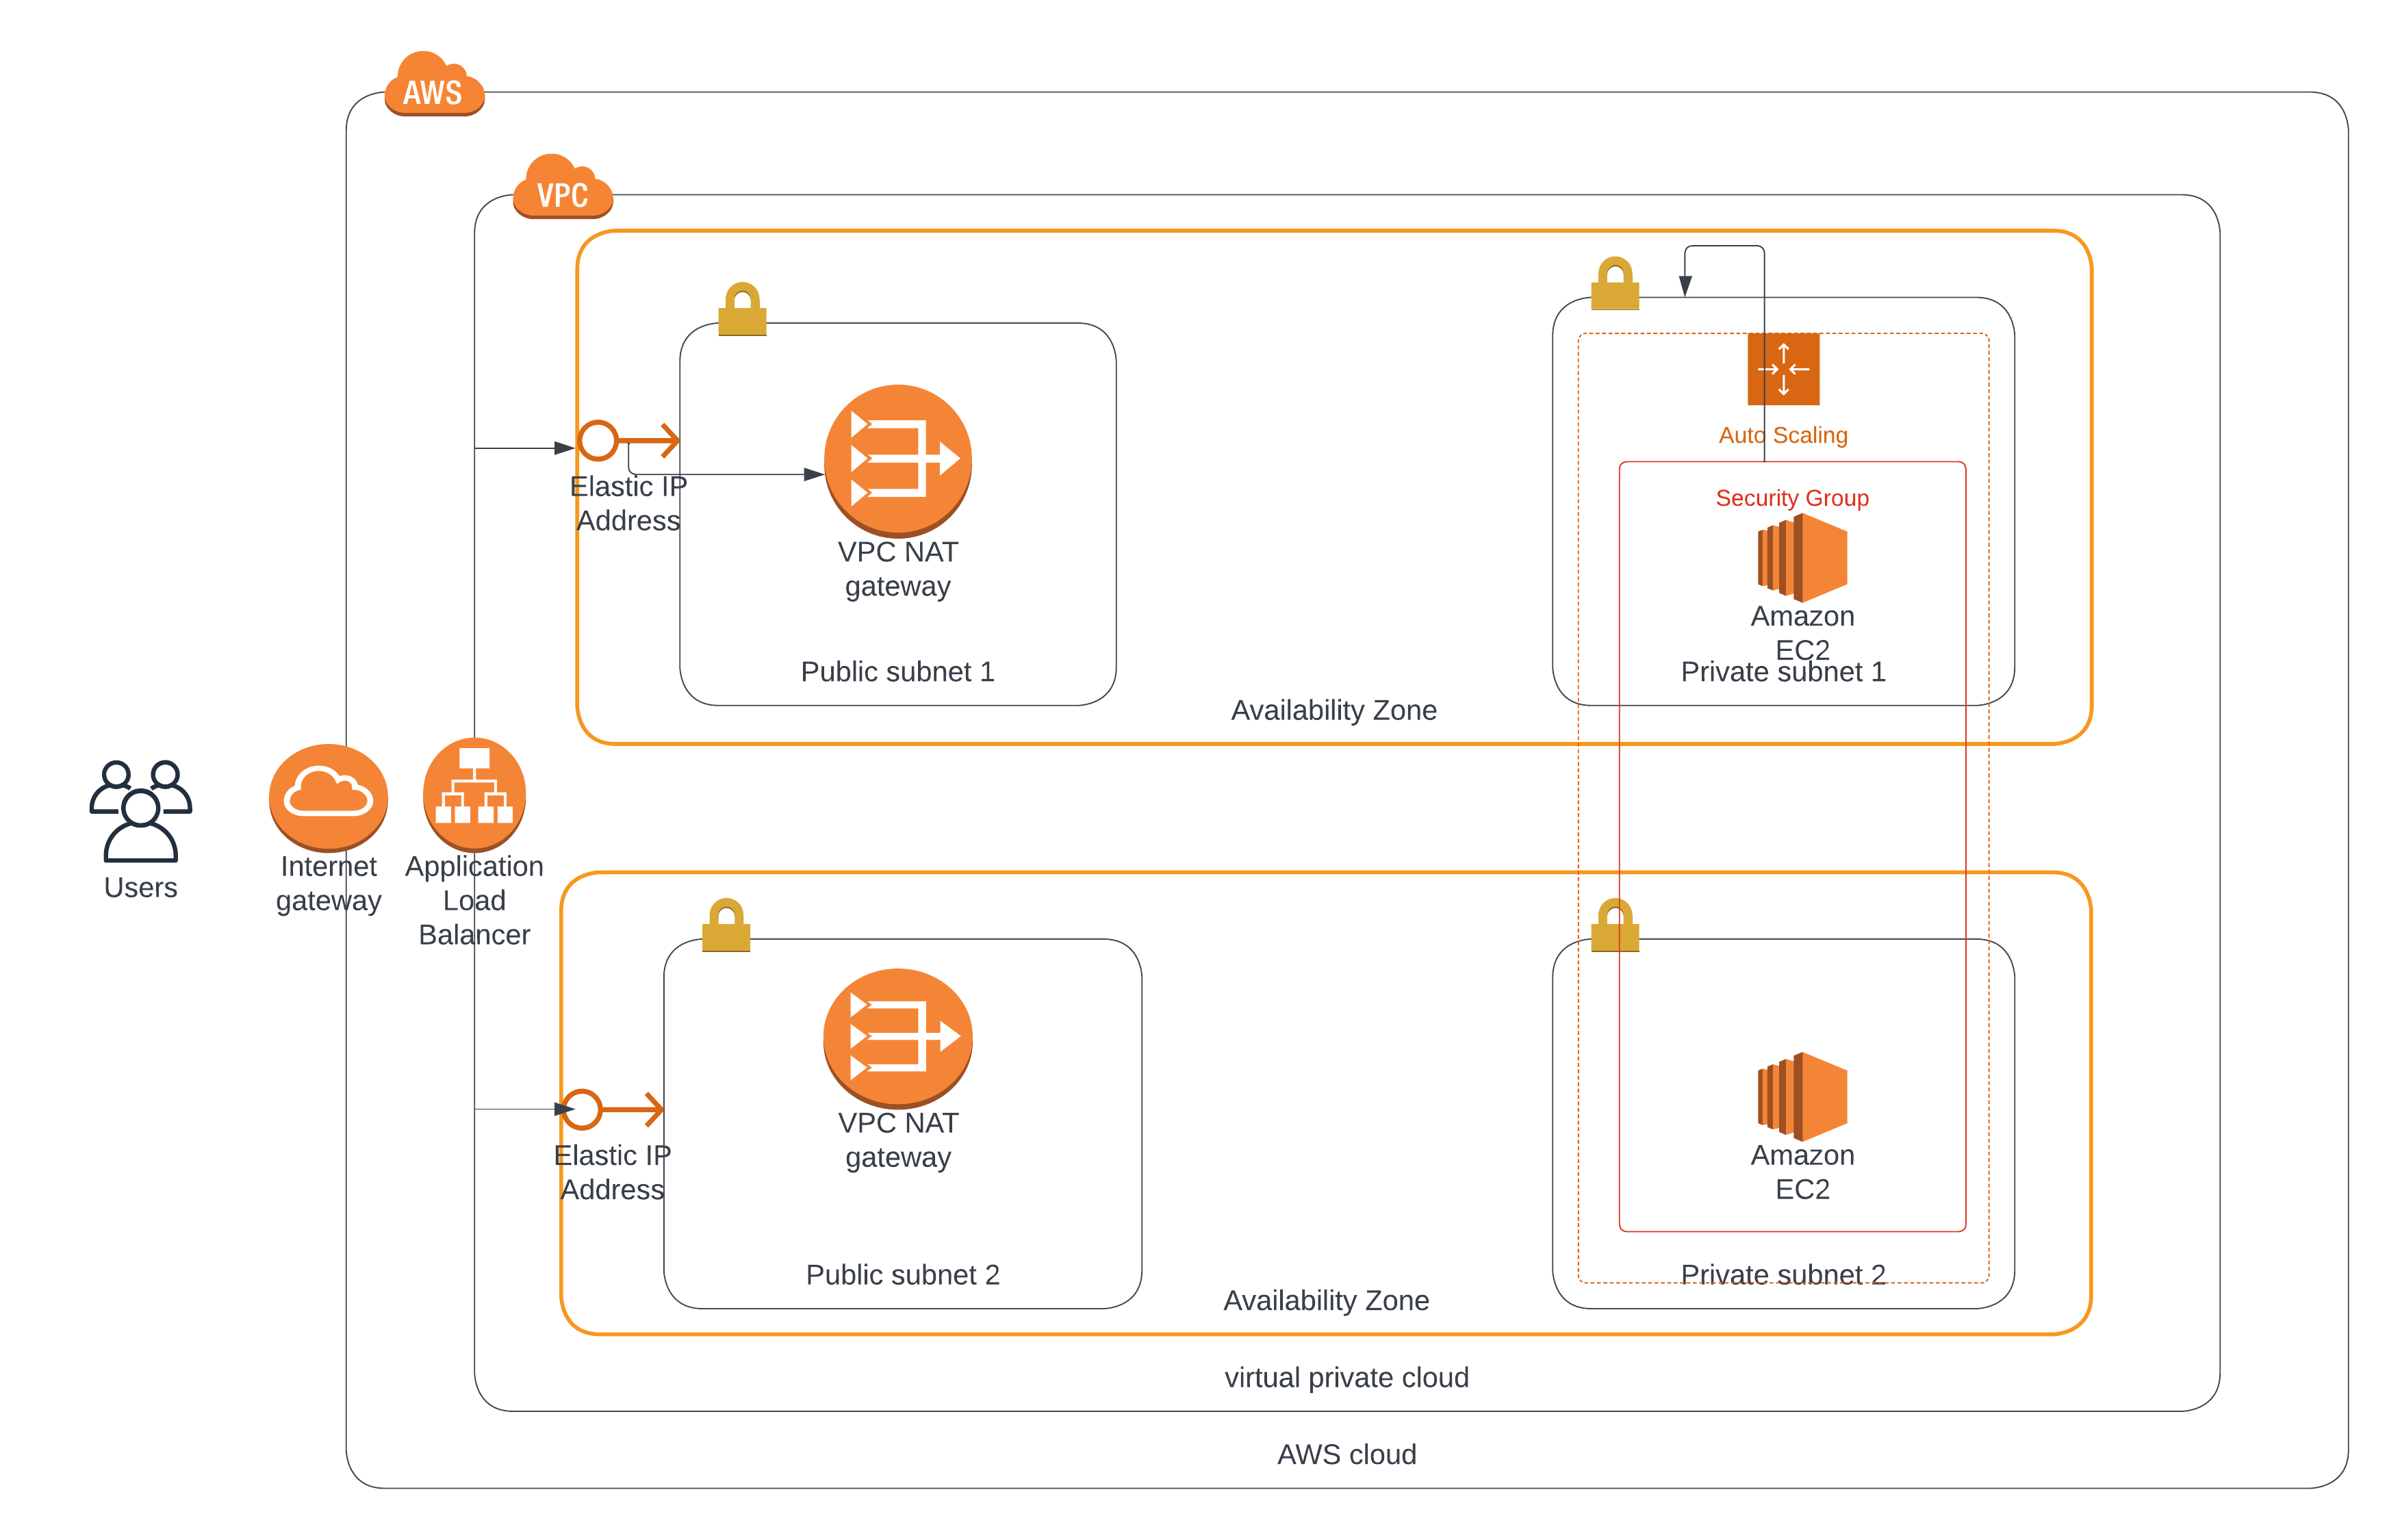 AWS
VPC
Auto Scaling
Elastic IP
Address
Security Group
VPC NAT
gateway
Amazon
EC2
Public subnet 1
Private subnet 1
Availability Zone
Users
Internet
gateway
Application
Load
Balancer
VPC NAT
gateway
Elastic IP
Address
Amazon
EC2
Public subnet 2
Private subnet 2
Availability Zone
virtual private cloud
AWS cloud